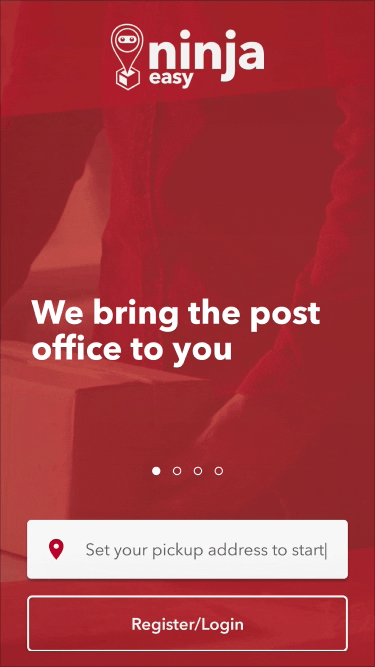 ninja
easy
We bring the post
office to you
Set your pickup address to start
Register/Login